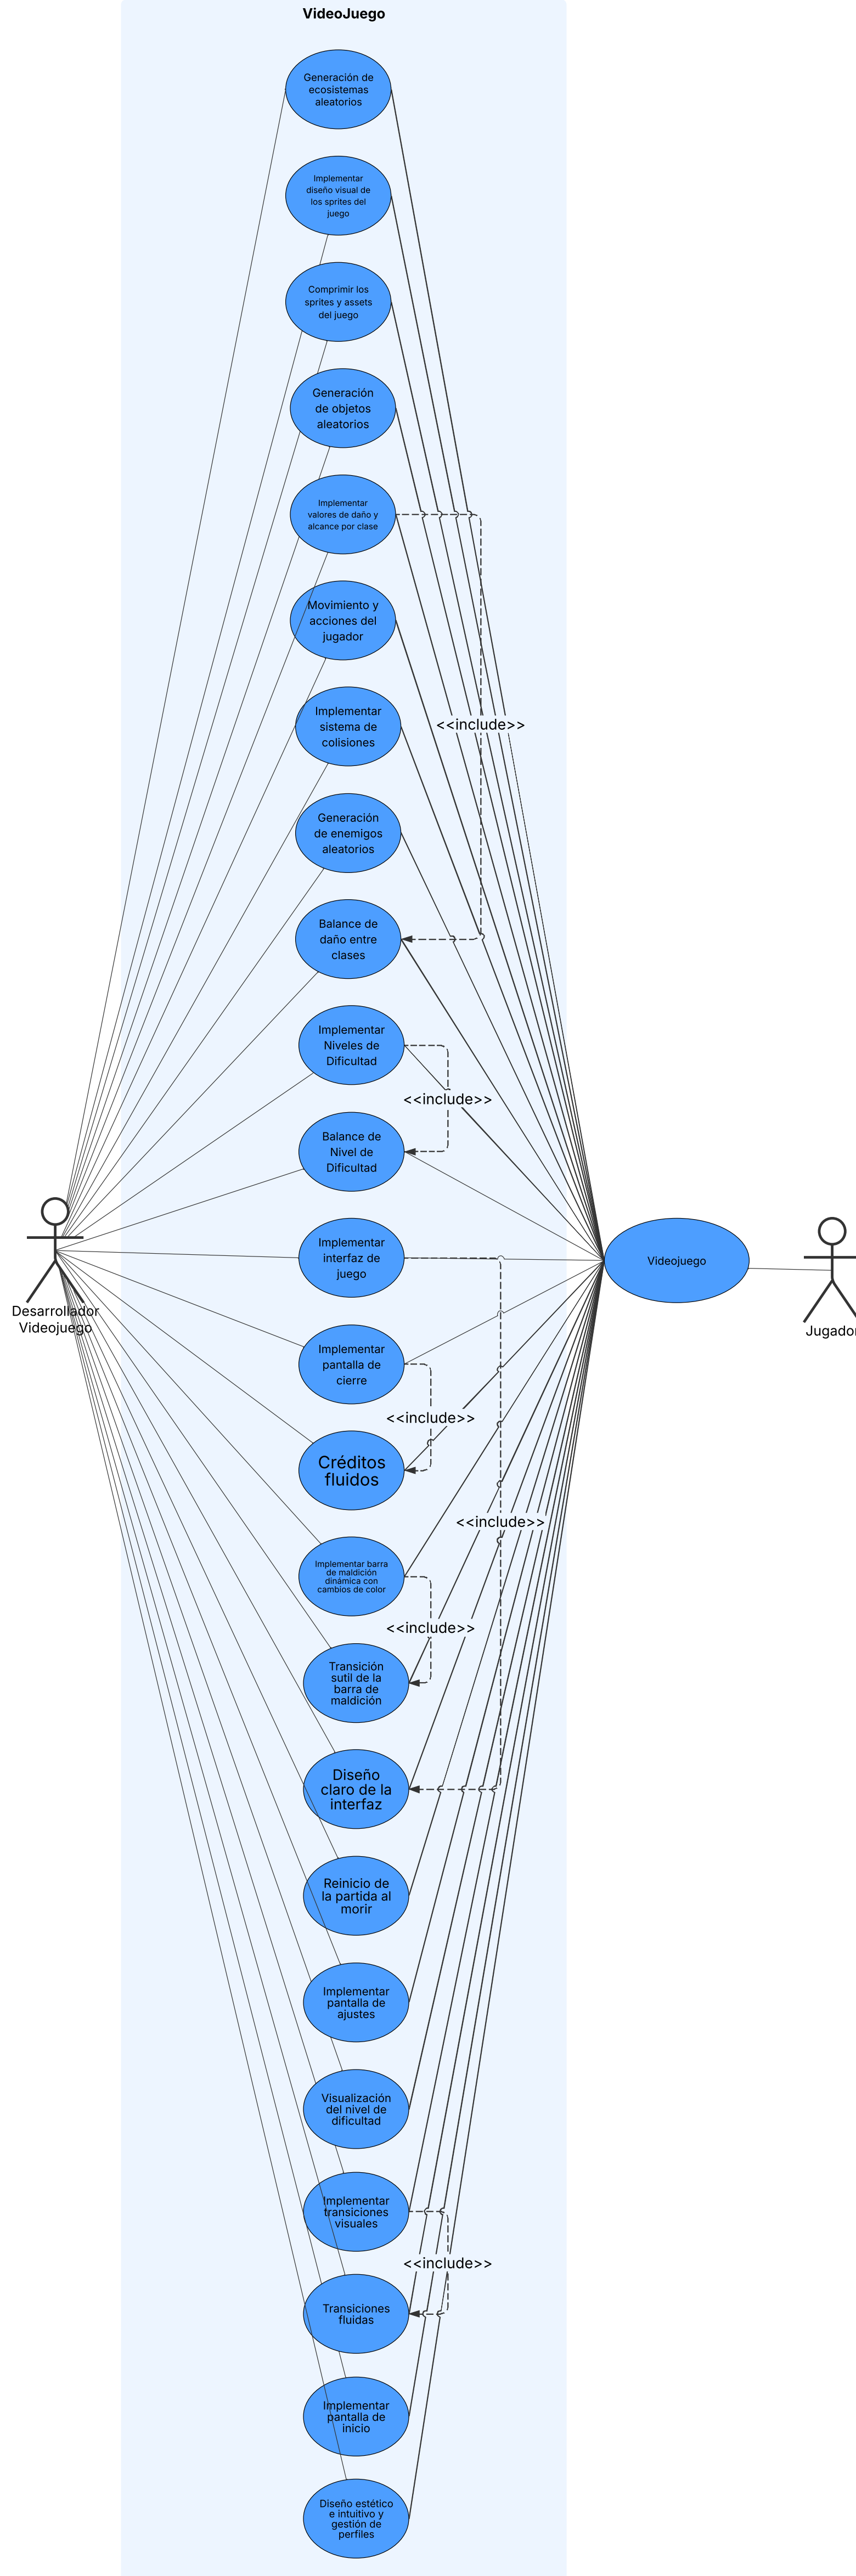 VideoJuego
Generación de
ecosistemas
aleatorios
Implementar
diseño visual de
los sprites del
juego
Comprimir los
sprites y assets
del juego
Generación
de objetos
aleatorios
Implementar
valores de daño y
alcance por clase
Movimiento y
acciones del
jugador
Implementar
sistema de
colisiones
<<include>>
Generación
de enemigos
aleatorios
Balance de
daño entre
clases
Implementar
Niveles de
Dificultad
<<include>>
Balance de
Nivel de
Dificultad
Implementar
interfaz de
juego
Videojuego
Desarrollador
Videojuego
Jugador
Implementar
pantalla de
cierre
<<include>>
Créditos
fluidos
<<include>>
Implementar barra
de maldición
dinámica con
cambios de color
<<include>>
Transición
sutil de la
barra de
maldición
Diseño
claro de la
interfaz
Reinicio de
la partida al
morir
Implementar
pantalla de
ajustes
Visualización
del nivel de
dificultad
Implementar
transiciones
visuales
<<include>>
Transiciones
fluidas
Implementar
pantalla de
inicio
Diseño estético
e intuitivo y
gestión de
perfiles